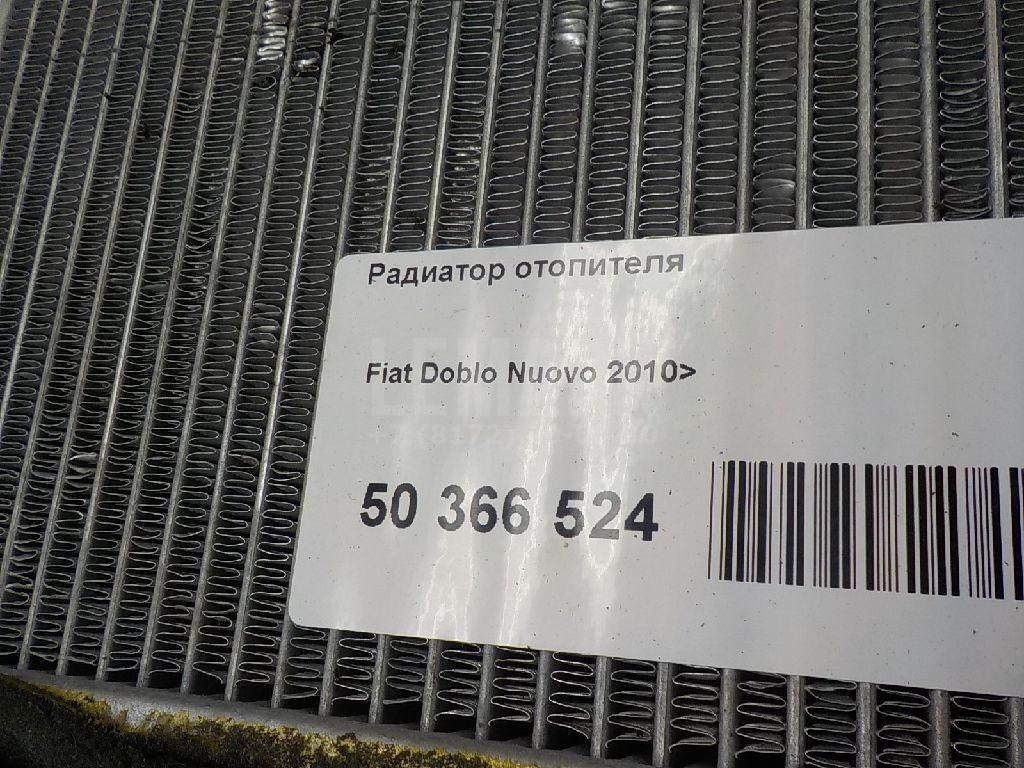 Радиатор отопителя
Fiat Doblo Nuovo 2010>
50 366 524